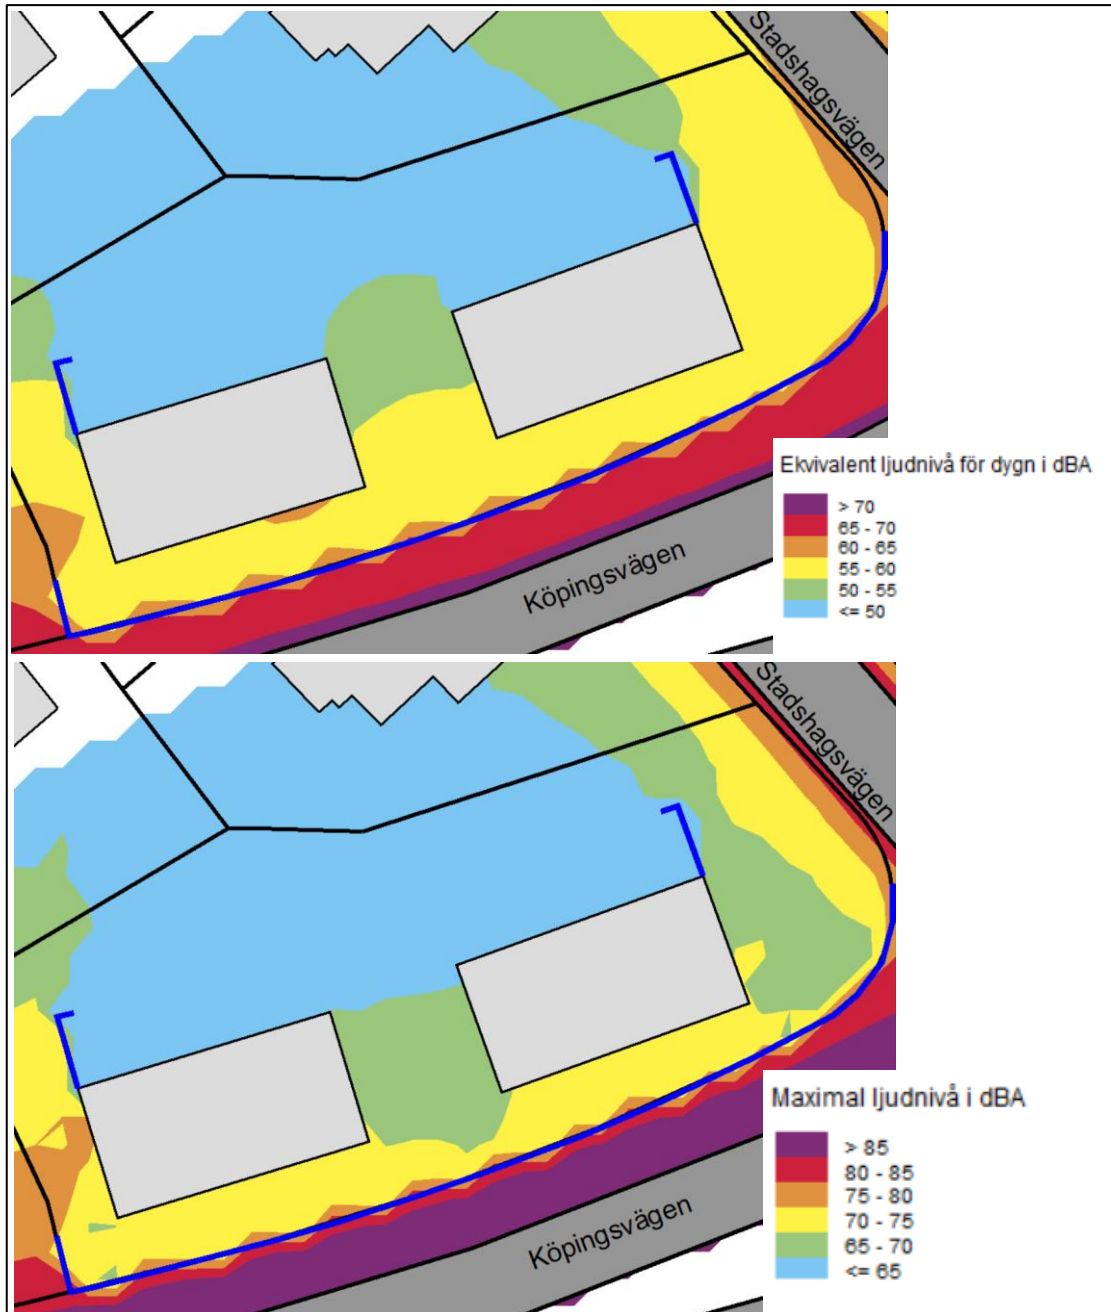 Stadshagsvägen
Köpingsvägen
Ekvivalent ljudnivå för dygn i dBA
> 70
65 - 70
60 - 65
55 - 60
50 - 55
<= 50
Stadshagsvägen
Köpingsvägen
Maximal ljudnivå i dBA
> 85
80 - 85
75 - 80
70 - 75
65 - 70
<= 65